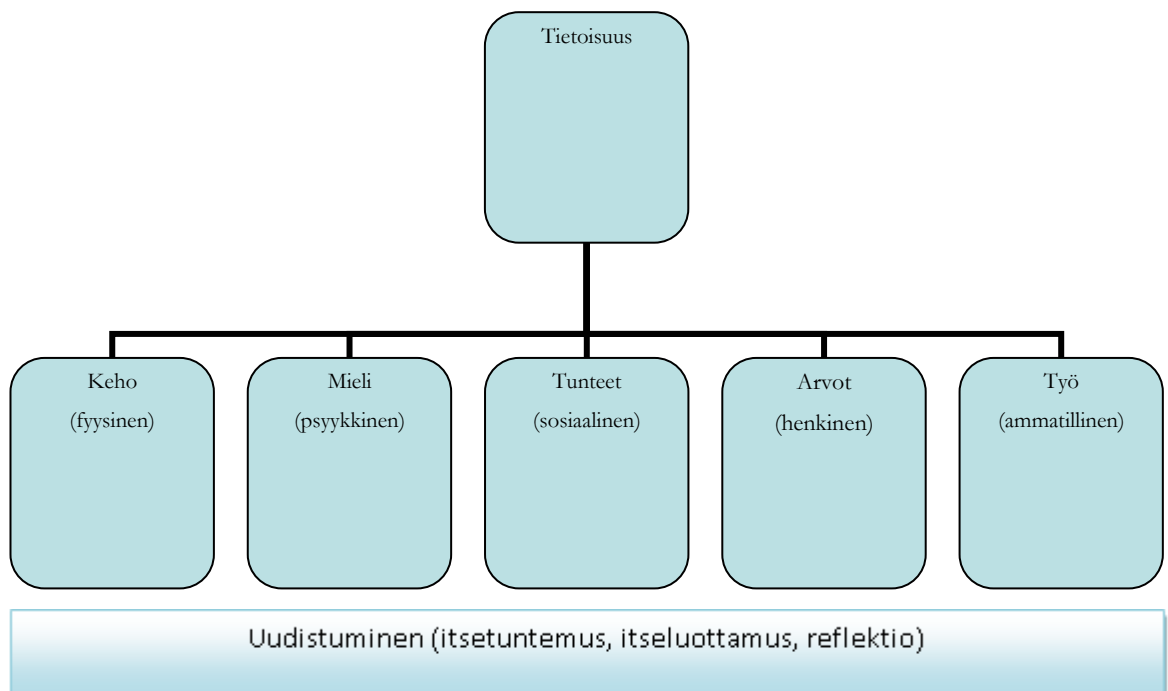 Tietoisuus
Keho
(fyysinen)
Mieli
(psyykkinen)
Tunteet
(sosiaalinen)
Arvot
(henkinen)
Työ
(ammatillinen)
Uudistuminen (itsetuntemus, itseluottamus, reflektio)